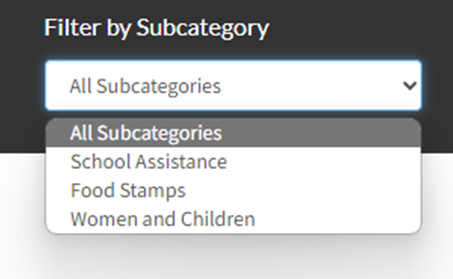 Filter by Subcategory
All Subcategories
All Subcategories
School Assistance
Food Stamps
Women and Children